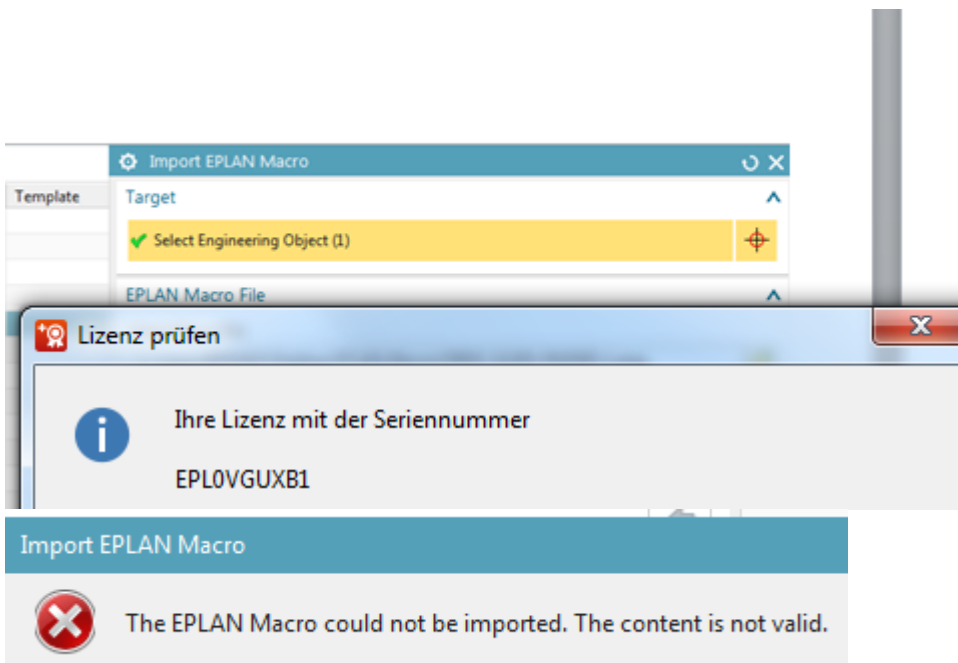 Import EPLAN Macro
Template
Target
Select Engineering Object (1)
EPLAN Macro File
Lizenz prüfen
Ihre Lizenz mit der Seriennummer
EPL0VGUXB1
Import EPLAN Macro
The EPLAN Macro could not be imported. The content is not valid.